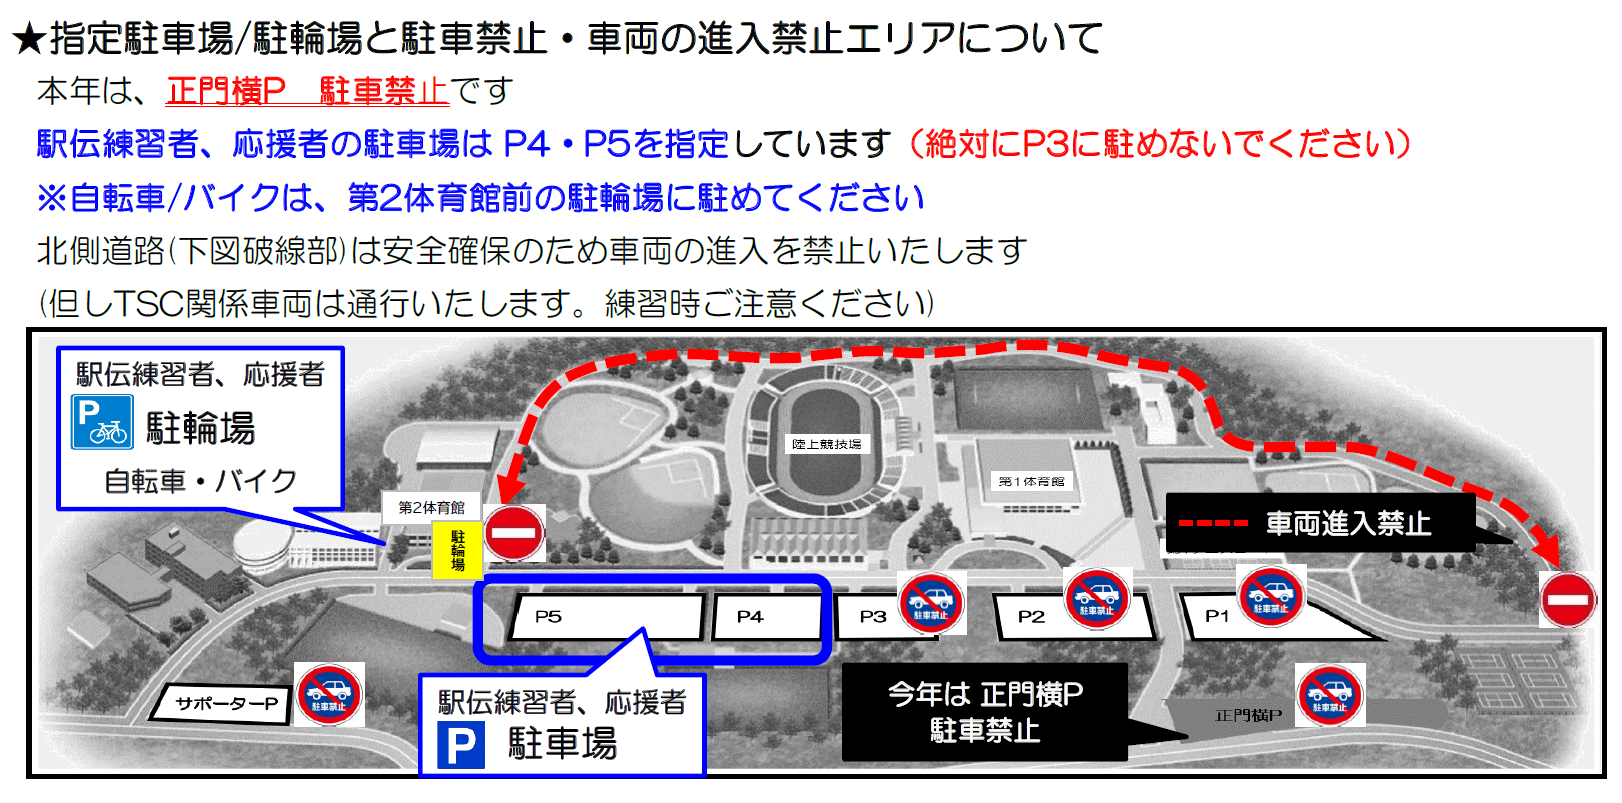 ★指定駐車場/駐輪場と駐車禁止・車両の進入禁止エリアについて
本年は、正門横P　駐車禁止です
駅伝練習者、応援者の駐車場は P4・P5を指定しています（絶対にP3に駐めないでください）
※自転車/バイクは、第2体育館前の駐輪場に駐めてください
北側道路(下図破線部)は安全確保のため車両の進入を禁止いたします
(但しTSC関係車両は通行いたします。練習時ご注意ください)
駅伝練習者、応援者
P
駐輪場
自転車・バイク
陸上競技場
第1体育館
第2体育館
駐輪場
車両進入禁止
P5
P4
P3
駐車禁止
P2
駐車禁止
P1
駐車禁止
サポーターP
駐車禁止
駅伝練習者、応援者
P
駐車場
今年は 正門横P
駐車禁止
正門横P
駐車禁止